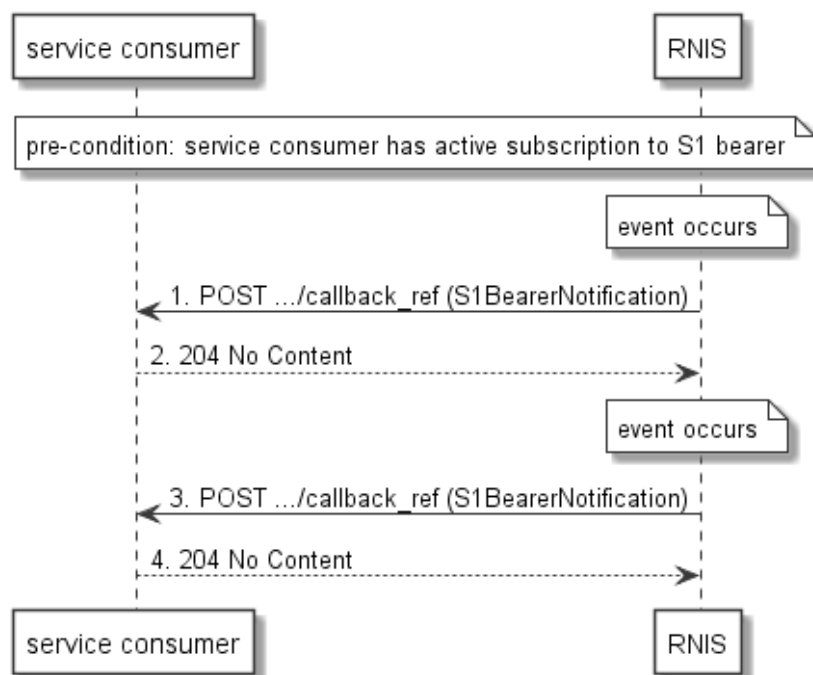 service consumer
RNIS
pre-condition: service consumer has active subscription to S1 bearer
event occurs
1. POST .../callback_ref (S1BearerNotification)
2. 204 No Content
event occurs
3. POST .../callback_ref (S1BearerNotification)
4. 204 No Content
service consumer
RNIS